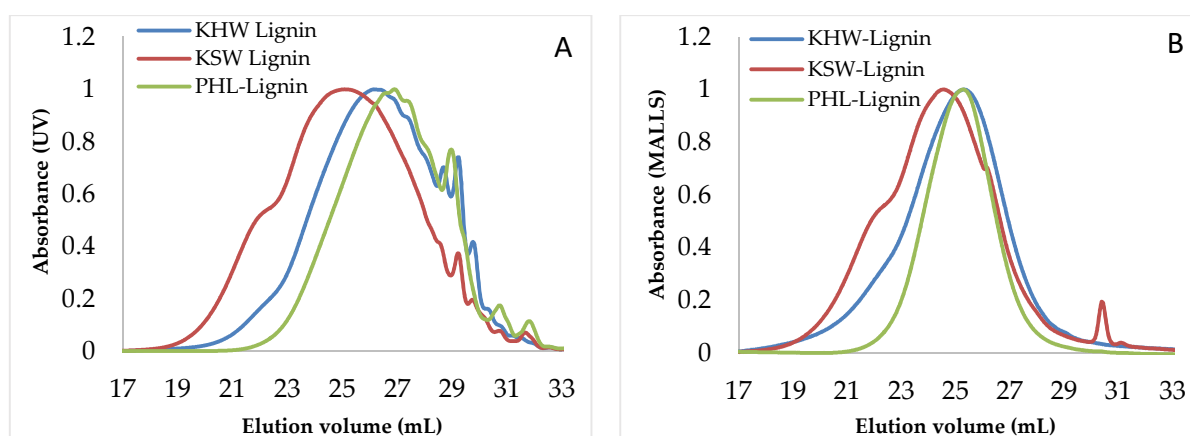 KHW Lignin
KSW Lignin
PHL-Lignin
A
1.2
1
0.8
0.6
0.4
0.2
0
Absorbance (UV)
17 19 21 23 25 27 29 31 33
Elution volume (mL)
KHW-Lignin
KSW-Lignin
PHL-Lignin
B
1.2
1
0.8
0.6
0.4
0.2
0
Absorbance (MALLS)
17 19 21 23 25 27 29 31 33
Elution volume (mL)